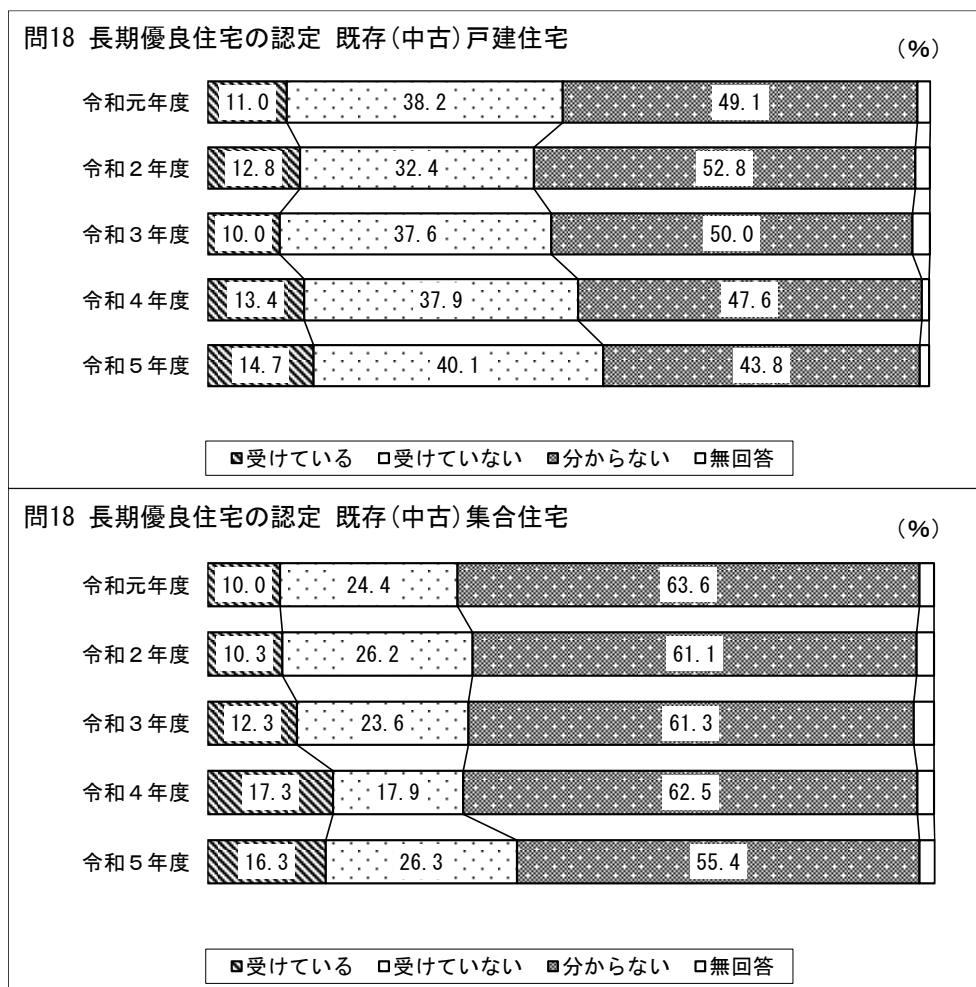 問18 長期優良住宅の認定 既存(中古)戸建住宅
(%)
令和元年度 11.0 38.2 49.1
令和２年度 12.8 32.4 52.8
令和３年度 10.0 37.6 50.0
令和４年度 13.4 37.9 47.6
令和５年度 14.7 40.1 43.8
受けている 受けていない 分からない 無回答
問18 長期優良住宅の認定 既存(中古)集合住宅
(%)
令和元年度 10.0 24.4 63.6
令和２年度 10.3 26.2 61.1
令和３年度 12.3 23.6 61.3
令和４年度 17.3 17.9 62.5
令和５年度 16.3 26.3 55.4
受けている 受けていない 分からない 無回答